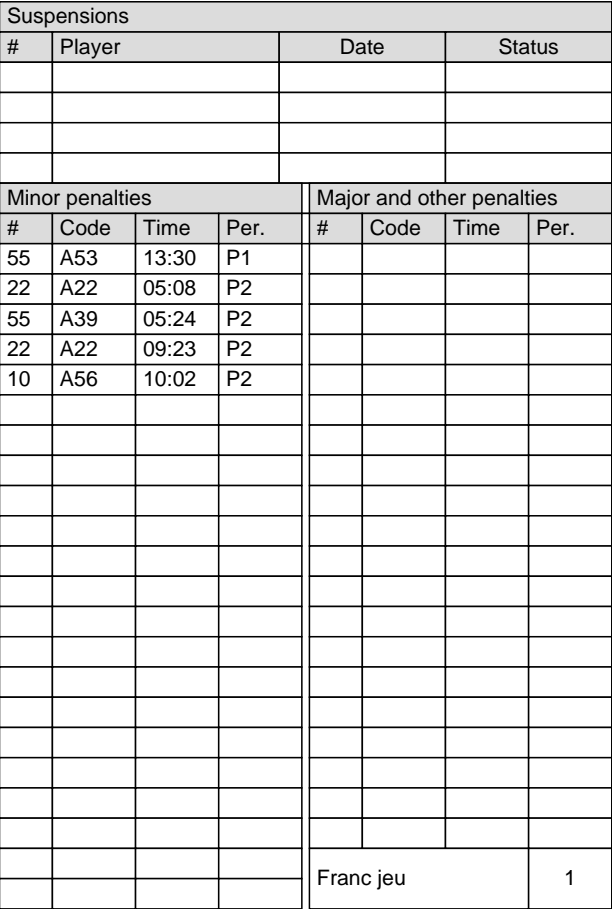 Suspensions
# Player Date Status
Minor penalties Major and other penalties
# Code Time Per. # Code Time Per.
55 A53 13:30 P1
22 A22 05:08 P2
55 A39 05:24 P2
22 A22 09:23 P2
10 A56 10:02 P2
Franc jeu 1